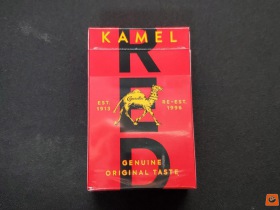 KAMEL
RED
EST. RE-EST.
1913 1996
GENUINE
ORIGINAL TASTE